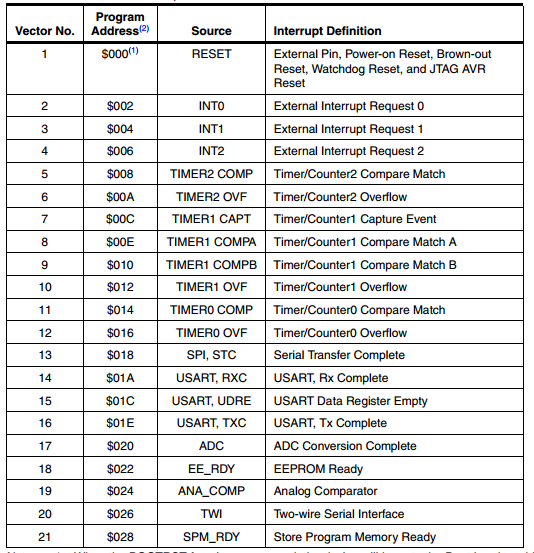 Vector No. Program Address(2) Source Interrupt Definition
1 $000(1) RESET External Pin, Power-on Reset, Brown-out
Reset, Watchdog Reset, and JTAG AVR
Reset
2 $002 INT0 External Interrupt Request 0
3 $004 INT1 External Interrupt Request 1
4 $006 INT2 External Interrupt Request 2
5 $008 TIMER2 COMP Timer/Counter2 Compare Match
6 $00A TIMER2 OVF Timer/Counter2 Overflow
7 $00C TIMER1 CAPT Timer/Counter1 Capture Event
8 $00E TIMER1 COMPA Timer/Counter1 Compare Match A
9 $010 TIMER1 COMPB Timer/Counter1 Compare Match B
10 $012 TIMER1 OVF Timer/Counter1 Overflow
11 $014 TIMER0 COMP Timer/Counter0 Compare Match
12 $016 TIMER0 OVF Timer/Counter0 Overflow
13 $018 SPI, STC Serial Transfer Complete
14 $01A USART, RXC USART, Rx Complete
15 $01C USART, UDRE USART Data Register Empty
16 $01E USART, TXC USART, Tx Complete
17 $020 ADC ADC Conversion Complete
18 $022 EE_RDY EEPROM Ready
19 $024 ANA_COMP Analog Comparator
20 $026 TWI Two-wire Serial Interface
21 $028 SPM_RDY Store Program Memory Ready